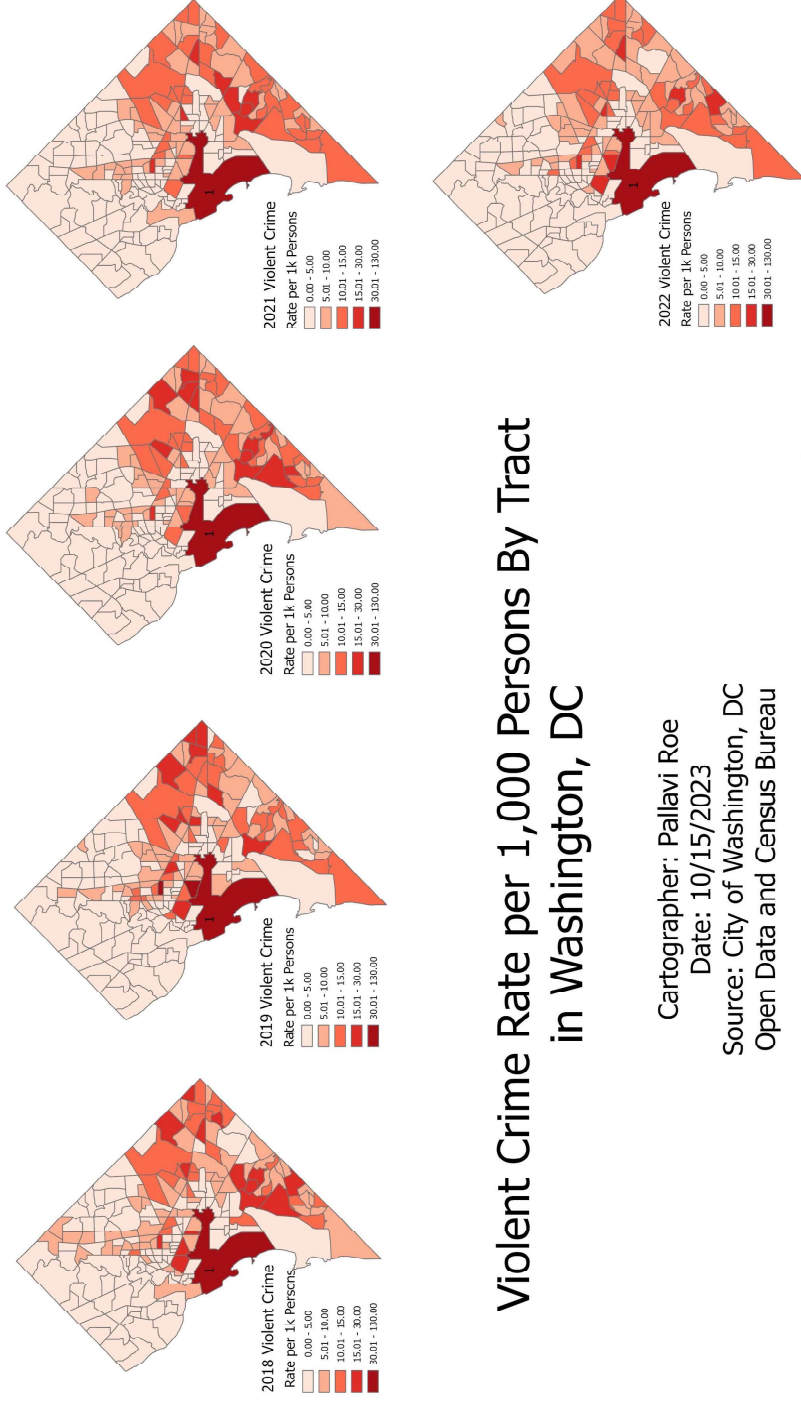 2018 Violent Crime
Rate per 1k Persons
0.00 - 5.00
5.01 - 10.00
10.01 - 15.00
15.01 - 30.00
30.01 - 130.00
1
2019 Violent Crime
Rate per 1k Persons
0.00 - 5.00
5.01 - 10.00
10.01 - 15.00
15.01 - 30.00
30.01 - 130.00
1
2020 Violent Crime
Rate per 1k Persons
0.00 - 5.00
5.01 - 10.00
10.01 - 15.00
15.01 - 30.00
30.01 - 130.00
1
2021 Violent Crime
Rate per 1k Persons
0.00 - 5.00
5.01 - 10.00
10.01 - 15.00
15.01 - 30.00
30.01 - 130.00
1
Violent Crime Rate per 1,000 Persons By Tract
in Washington, DC
Cartographer: Pallavi Roe
Date: 10/15/2023
Source: City of Washington, DC
Open Data and Census Bureau
2022 Violent Crime
Rate per 1k Persons
0.00 - 5.00
5.01 - 10.00
10.01 - 15.00
15.01 - 30.00
30.01 - 130.00
1